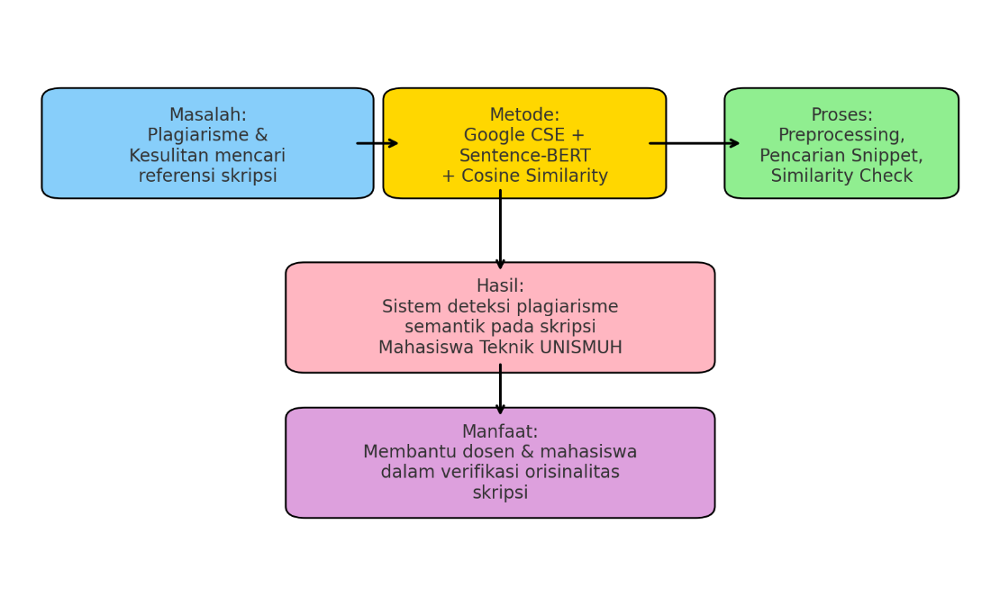 Masalah:
Plagiarisme &
Kesulitan mencari
referensi skripsi
Metode:
Google CSE +
Sentence-BERT
+ Cosine Similarity
Proses:
Preprocessing,
Pencarian Snippet,
Similarity Check
Hasil:
Sistem deteksi plagiarisme
semantik pada skripsi
Mahasiswa Teknik UNISMUH
Manfaat:
Membantu dosen & mahasiswa
dalam verifikasi orisinalitas
skripsi